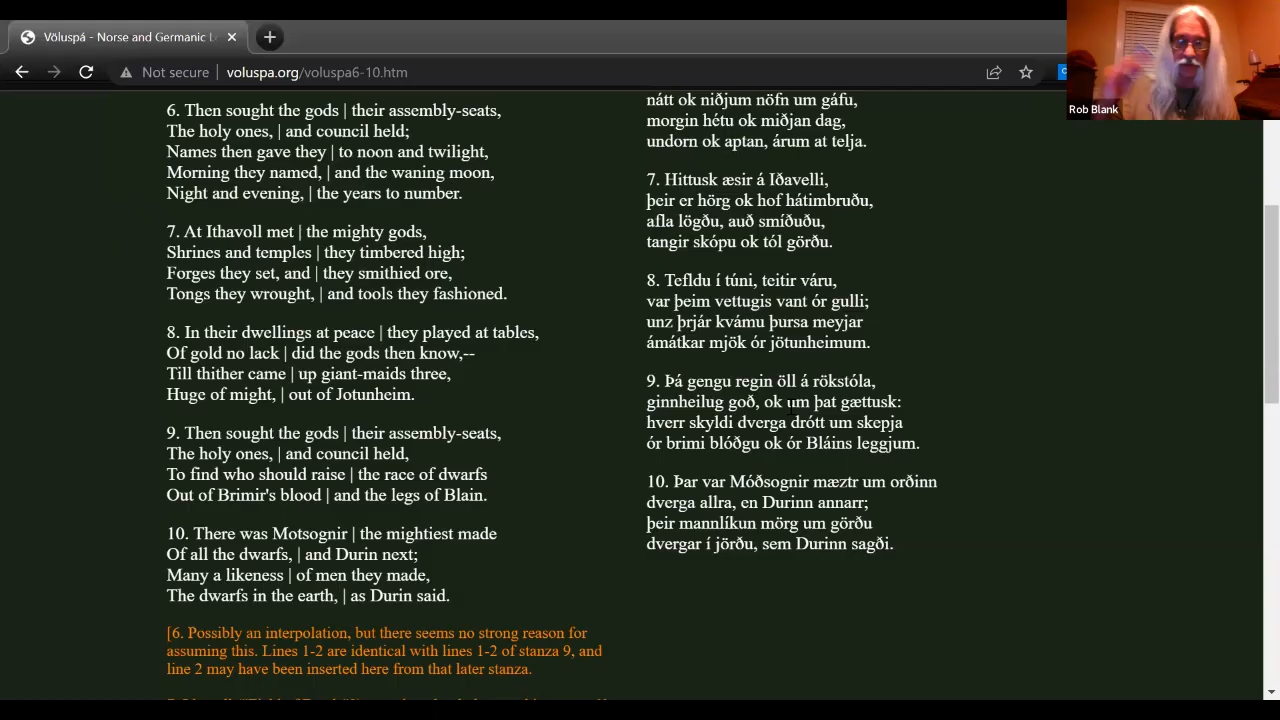 Völuspá - Norse and Germanic L
Not secure
voluspa.org/voluspa6-10.htm
Rob Blank
6. Then sought the gods | their assembly-seats,
The holy ones, | and council held;
Names then gave they | to noon and twilight,
Morning they named, | and the waning moon,
Night and evening, | the years to number.
7. At Ithavoll met | the mighty gods,
Shrines and temples | they timbered high;
Forges they set, and | they smithied ore,
Tongs they wrought, | and tools they fashioned.
8. In their dwellings at peace | they played at tables,
Of gold no lack | did the gods then know,--
Till thither came | up giant-maids three,
Huge of might, | out of Jotunheim.
9. Then sought the gods | their assembly-seats,
The holy ones, | and council held,
To find who should raise | the race of dwarfs
Out of Brimir's blood | and the legs of Blain.
10. There was Motsognir | the mightiest made
Of all the dwarfs, | and Durin next;
Many a likeness | of men they made,
The dwarfs in the earth, | as Durin said.
[6. Possibly an interpolation, but there seems no strong reason for
assuming this. Lines 1-2 are identical with lines 1-2 of stanza 9, and
line 2 may have been inserted here from that later stanza.
nátt ok niðjum nöfn um gáfu,
morgin hétu ok miðjan dag,
undorn ok aptan, árum at telja.
7. Hittusk æsir á Iðavelli,
þeir er hörg ok hof hátimbruðu,
afla lögðu, auð smíðuðu,
tangir skópu ok tól görðu.
8. Tefldu í túni, teitir váru,
var þeim vettugis vant ór gulli;
unz þrjár kvámu þursa meyjar
ámátkar mjök ór jötunheimum.
9. Þá gengu regin öll á rökstóla,
ginnheilug goð, ok um þat gættusk:
hverr skyldi dverga drótt um skepja
ór brimi blóðgu ok ór Bláins leggjum.
10. Þar var Móðsognir mæztr um orðinn
dverga allra, en Durinn annarr;
þeir mannlíkun mörg um görðu
dvergar í jörðu, sem Durinn sagði.